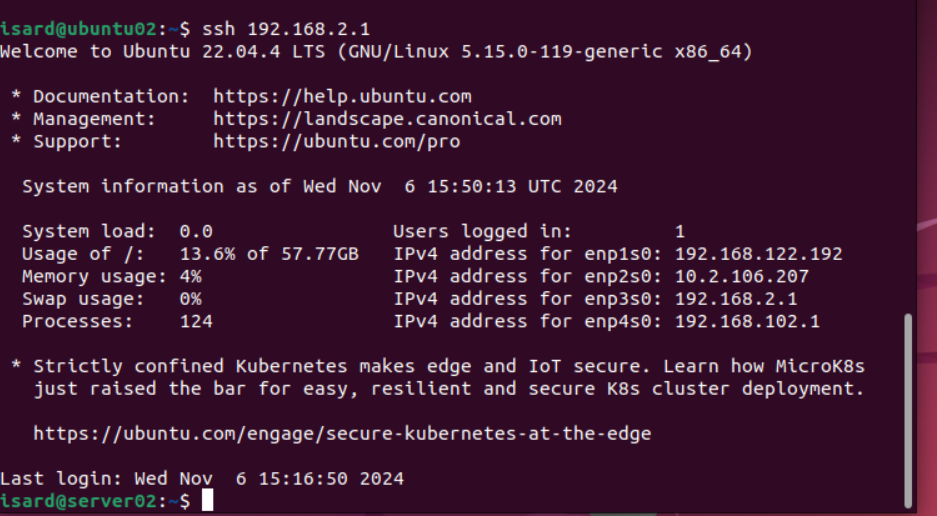 isard@ubuntu02:~$ ssh 192.168.2.1
Welcome to Ubuntu 22.04.4 LTS (GNU/Linux 5.15.0-119-generic x86_64)
* Documentation:  https://help.ubuntu.com
* Management:     https://landscape.canonical.com
* Support:        https://ubuntu.com/pro
System information as of Wed Nov  6 15:50:13 UTC 2024
System load:  0.0                Users logged in:         1
Usage of /:   13.6% of 57.77GB   IPv4 address for enp1s0: 192.168.122.192
Memory usage: 4%                 IPv4 address for enp2s0: 10.2.106.207
Swap usage:   0%                 IPv4 address for enp3s0: 192.168.2.1
Processes:    124                IPv4 address for enp4s0: 192.168.102.1
* Strictly confined Kubernetes makes edge and IoT secure. Learn how MicroK8s
just raised the bar for easy, resilient and secure K8s cluster deployment.
https://ubuntu.com/engage/secure-kubernetes-at-the-edge
Last login: Wed Nov  6 15:16:50 2024
isard@server02:~$